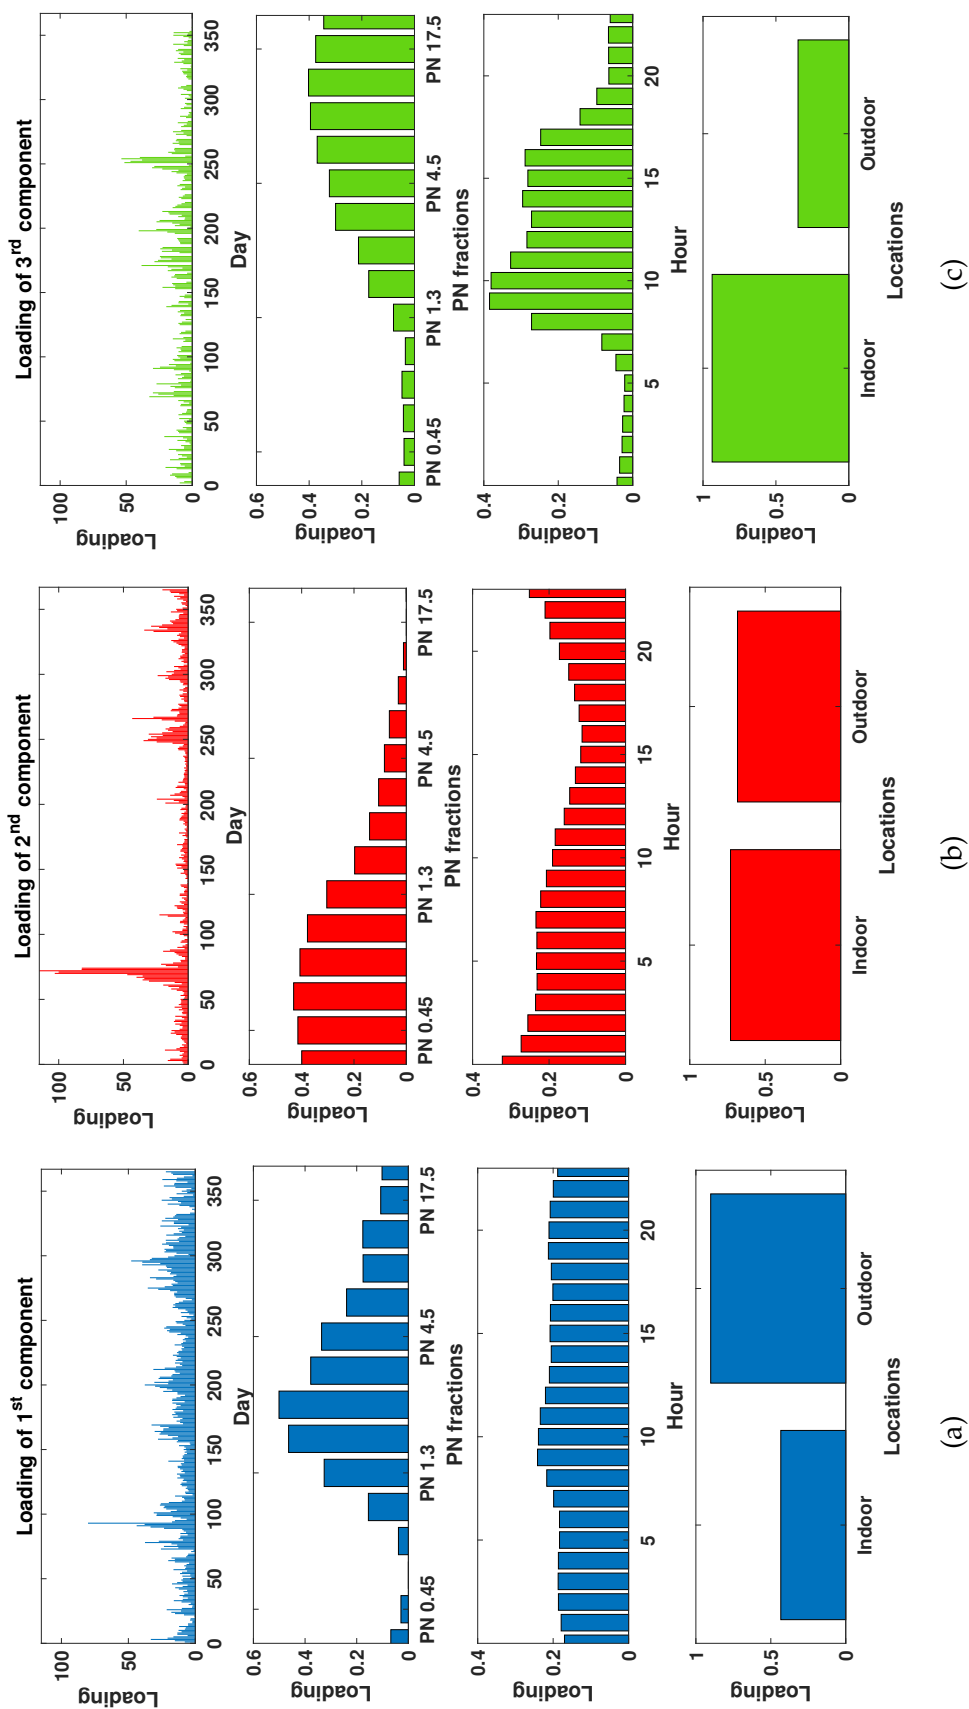 Loading of 1st component
Loading
100
50
0
0 50 100 150 200 250 300 350
Day
Loading
0.6
0.4
0.2
0
PN 0.45 PN 1.3 PN 4.5 PN 17.5
PN fractions
Loading
0.4
0.2
0
5 10 15 20
Hour
Loading
1
0.5
0
Indoor Outdoor
Locations
(a)
Loading of 2nd component
Loading
100
50
0
0 50 100 150 200 250 300 350
Day
Loading
0.6
0.4
0.2
0
PN 0.45 PN 1.3 PN 4.5 PN 17.5
PN fractions
Loading
0.4
0.2
0
5 10 15 20
Hour
Loading
1
0.5
0
Indoor Outdoor
Locations
(b)
Loading of 3rd component
Loading
100
50
0
0 50 100 150 200 250 300 350
Day
Loading
0.6
0.4
0.2
0
PN 0.45 PN 1.3 PN 4.5 PN 17.5
PN fractions
Loading
0.4
0.2
0
5 10 15 20
Hour
Loading
1
0.5
0
Indoor Outdoor
Locations
(c)